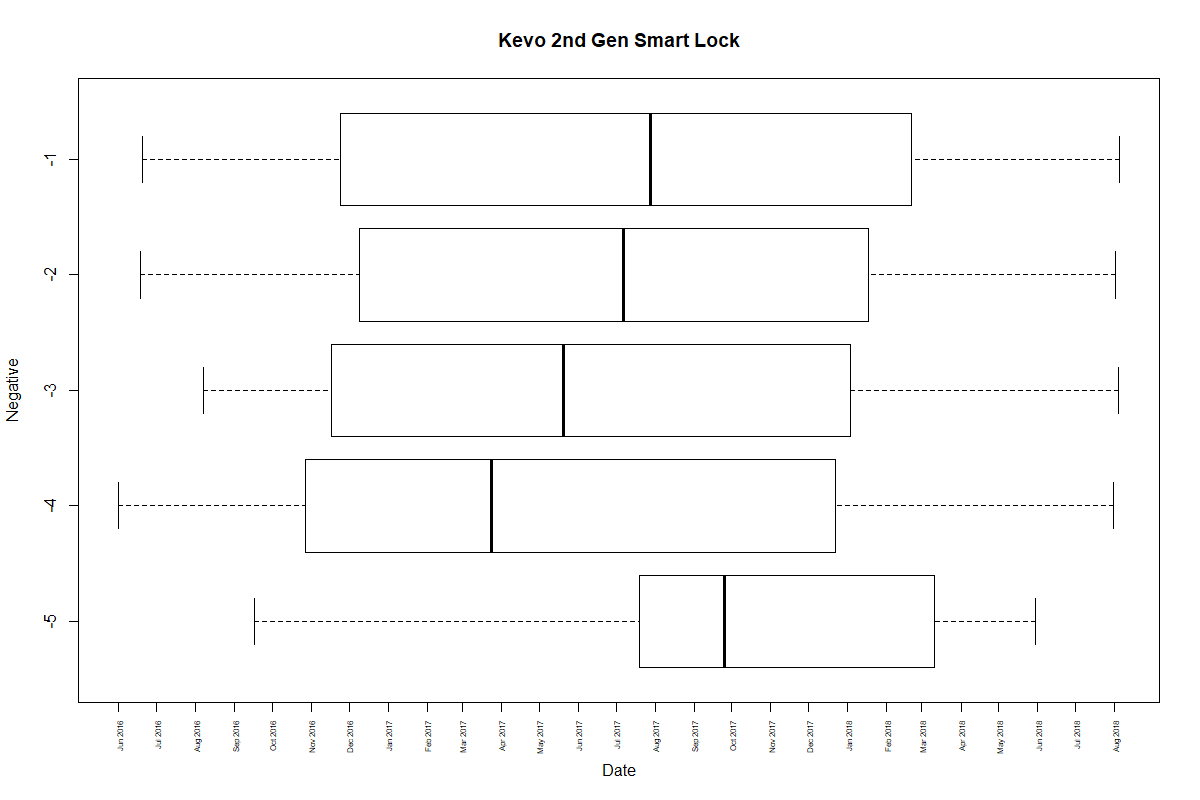 Kevo 2nd Gen Smart Lock
Negative
-1
-2
-3
-4
-5
Jun 2016
Jul 2016
Aug 2016
Sep 2016
Oct 2016
Nov 2016
Dec 2016
Jan 2017
Feb 2017
Mar 2017
Apr 2017
May 2017
Jun 2017
Jul 2017
Aug 2017
Sep 2017
Oct 2017
Nov 2017
Dec 2017
Jan 2018
Feb 2018
Mar 2018
Apr 2018
May 2018
Jun 2018
Jul 2018
Aug 2018
Date